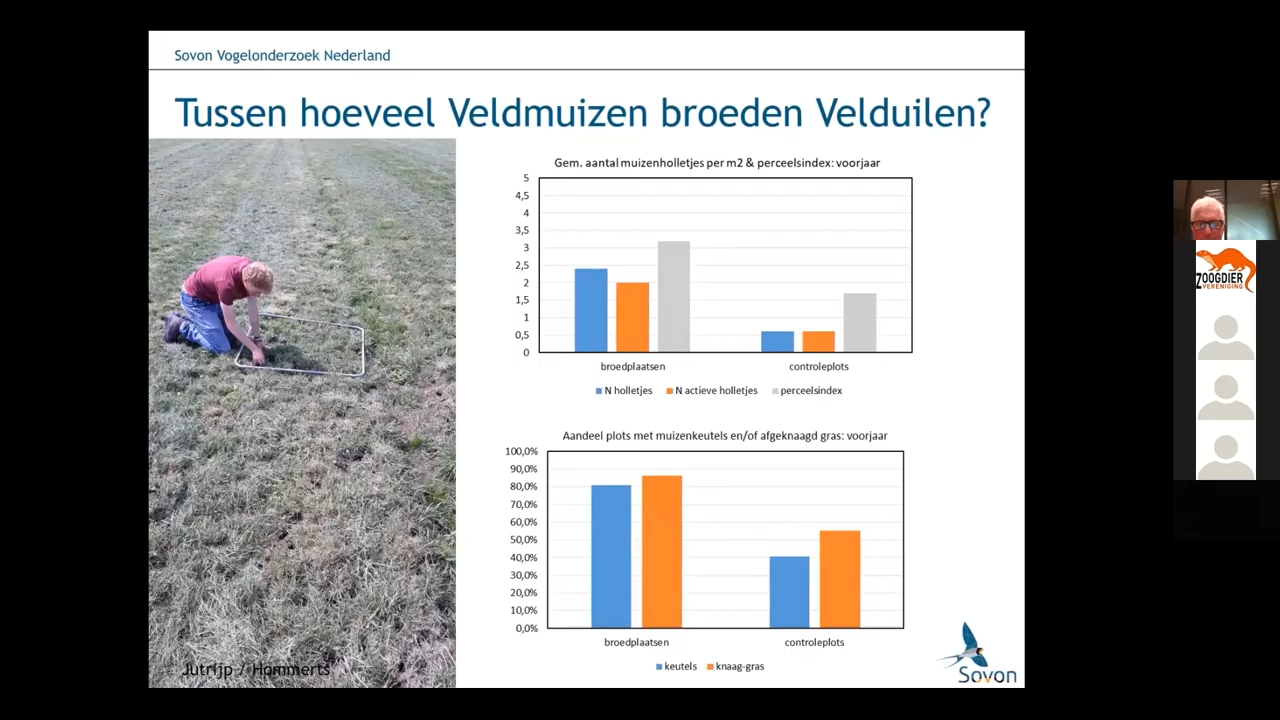 Sovon Vogelonderzoek Nederland
Tussen hoeveel Veldmuizen broeden Velduilen?
Gem. aantal muizenholletjes per m2 & perceelsindex: voorjaar
5
4,5
4
3,5
3
2,5
2
1,5
1
0,5
0
broedplaatsen controleplots
N holletjes N actieve holletjes perceelsindex
Aandeel plots met muizenkeutels en/of afgeknaagd gras: voorjaar
100,0%
90,0%
80,0%
70,0%
60,0%
50,0%
40,0%
30,0%
20,0%
10,0%
0,0%
broedplaatsen controleplots
keutels knaag-gras
Jutrijp / Hommerts
Sovon
ZOOGDIER
VERENIGING